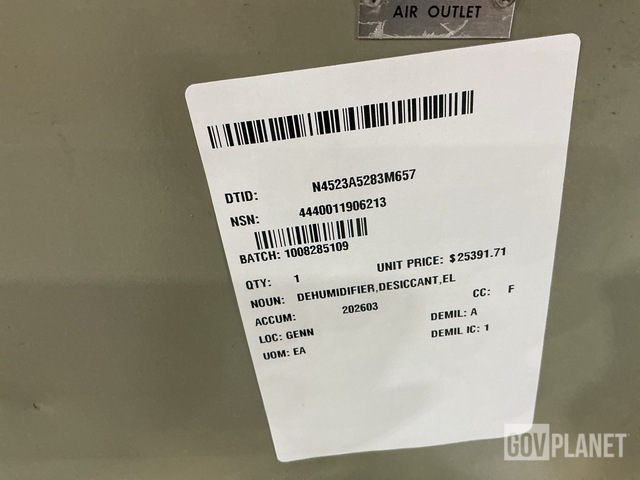 AIR OUTLET
DTID: N4523A5283M657
NSN: 4440011906213
BATCH: 1008285109
QTY: 1 UNIT PRICE: $25391.71
NOUN: DEHUMIDIFIER,DESICCANT,EL
ACCUM: 202603 CC: F
LOC: GENN DEMIL: A
UOM: EA DEMIL IC: 1
GOVPLANET